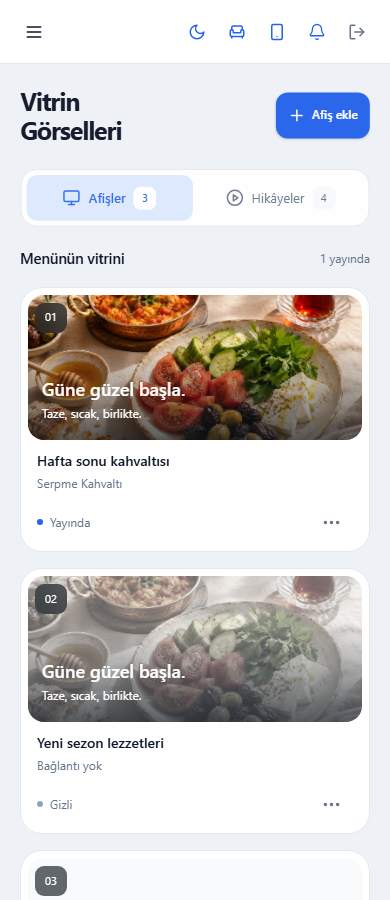 Vitrin
Görselleri
Afiş ekle
Afişler 3
Hikâyeler 4
Menünün vitrini
1 yayında
01
Güne güzel başla.
Taze, sıcak, birlikte.
Hafta sonu kahvaltısı
Serpme Kahvaltı
Yayında
02
Güne güzel başla.
Taze, sıcak, birlikte.
Yeni sezon lezzetleri
Bağlantı yok
Gizli
03